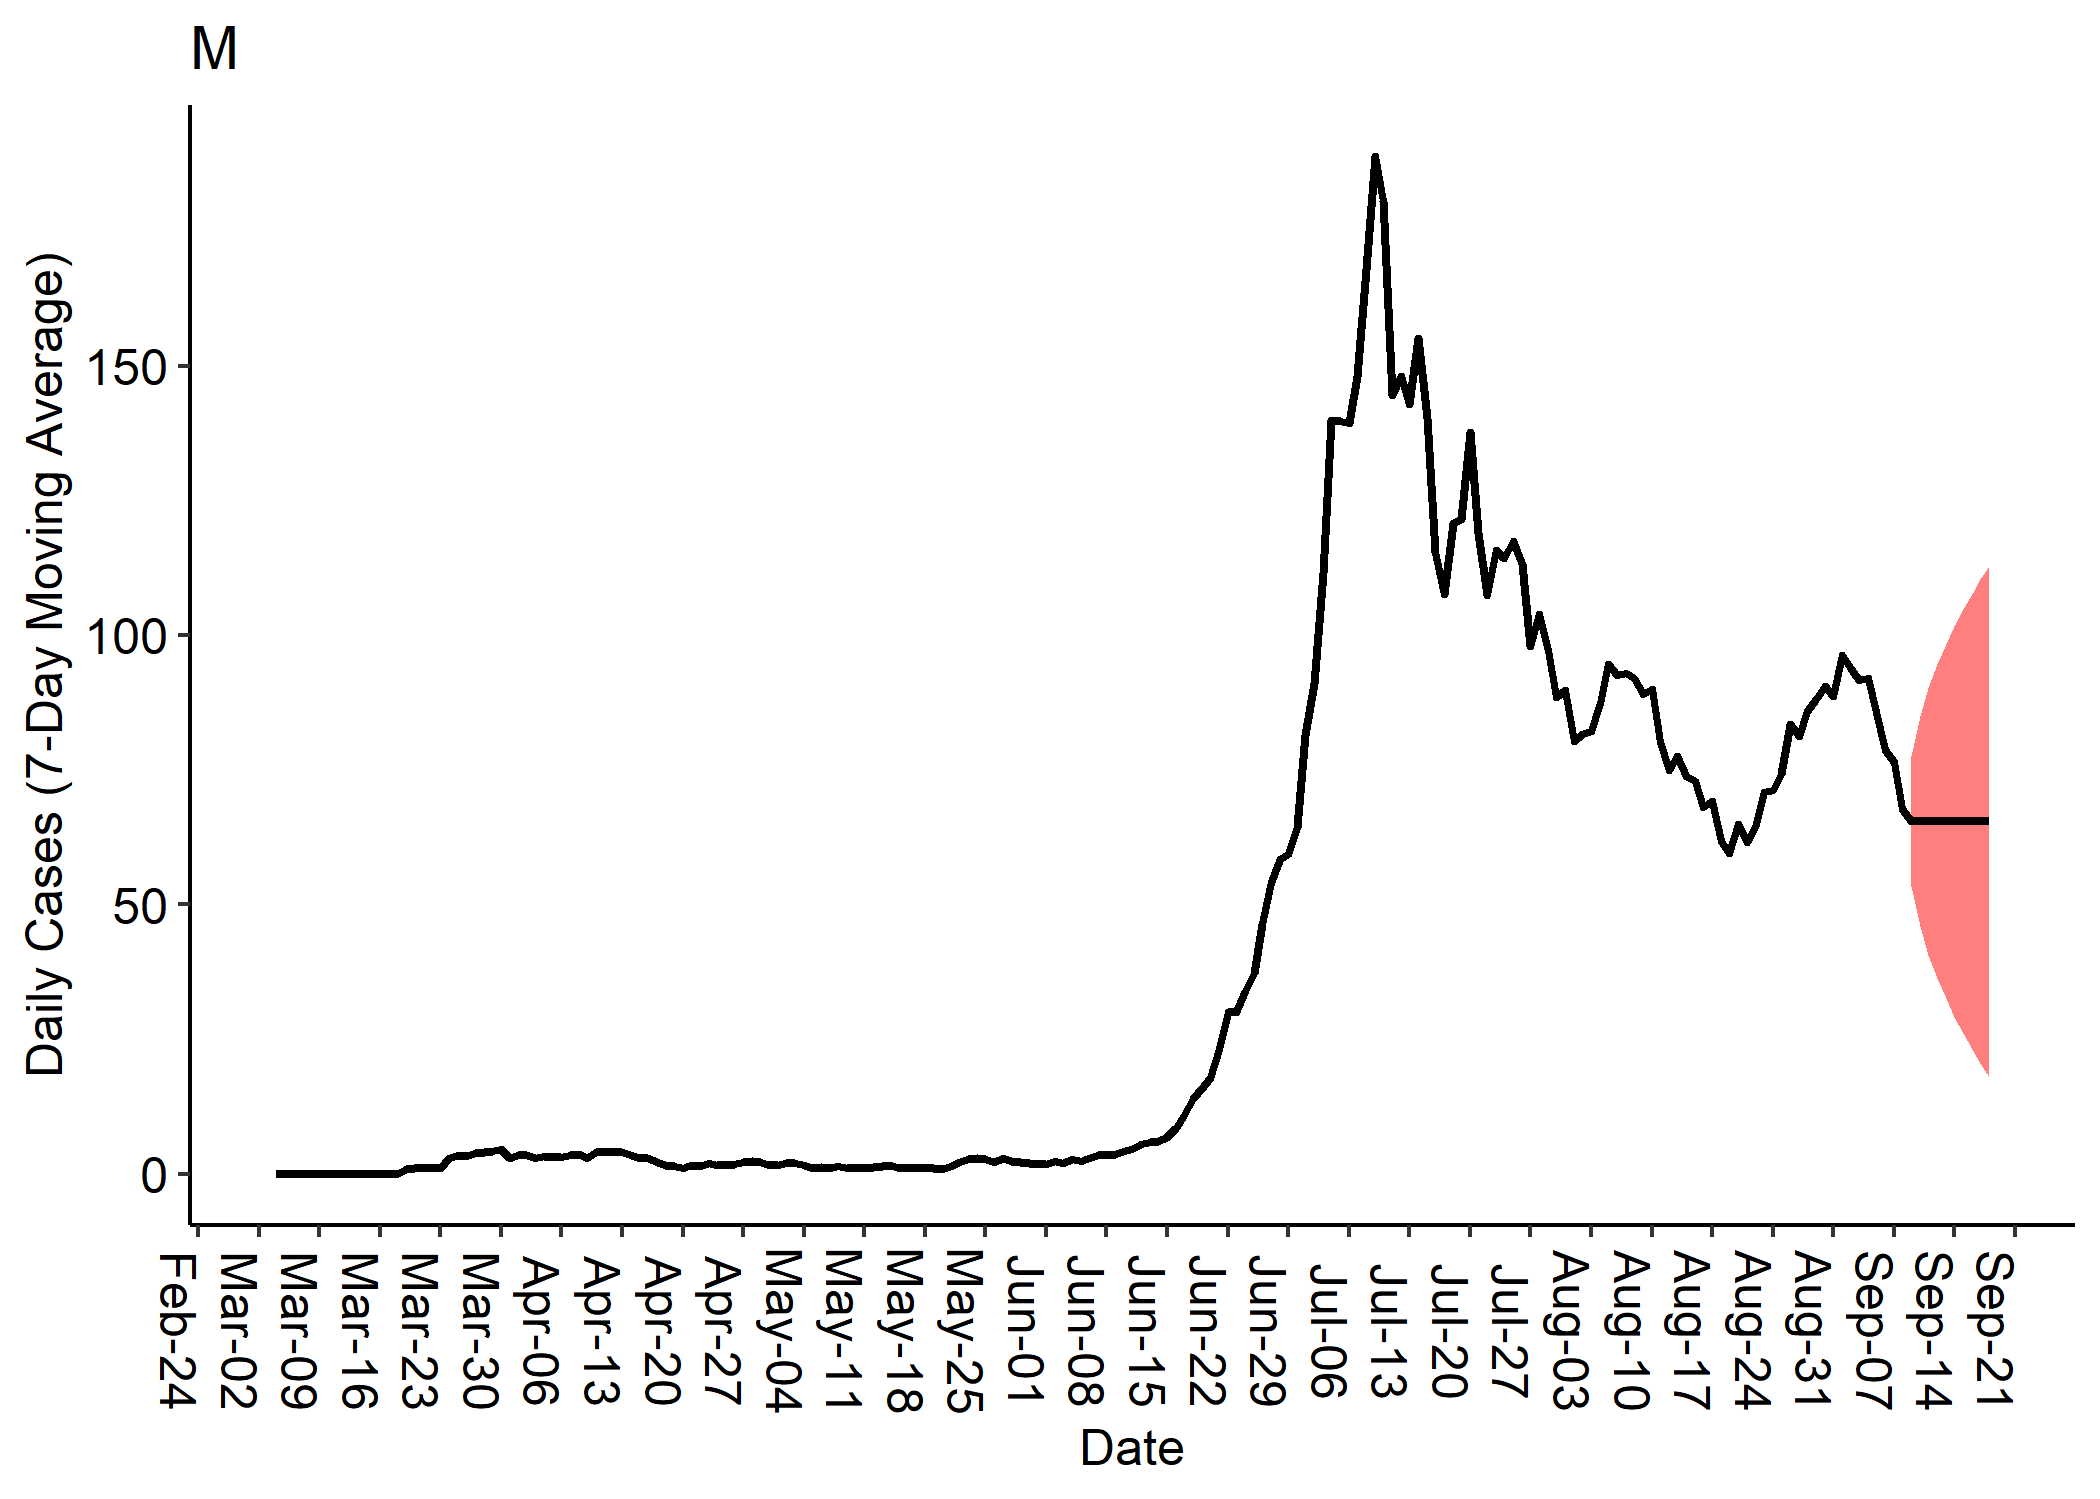 M
Daily Cases (7-Day Moving Average)
150
100
50
0
Feb-24
Mar-02
Mar-09
Mar-16
Mar-23
Mar-30
Apr-06
Apr-13
Apr-20
Apr-27
May-04
May-11
May-18
May-25
Jun-01
Jun-08
Jun-15
Jun-22
Jun-29
Jul-06
Jul-13
Jul-20
Jul-27
Aug-03
Aug-10
Aug-17
Aug-24
Aug-31
Sep-07
Sep-14
Sep-21
Date